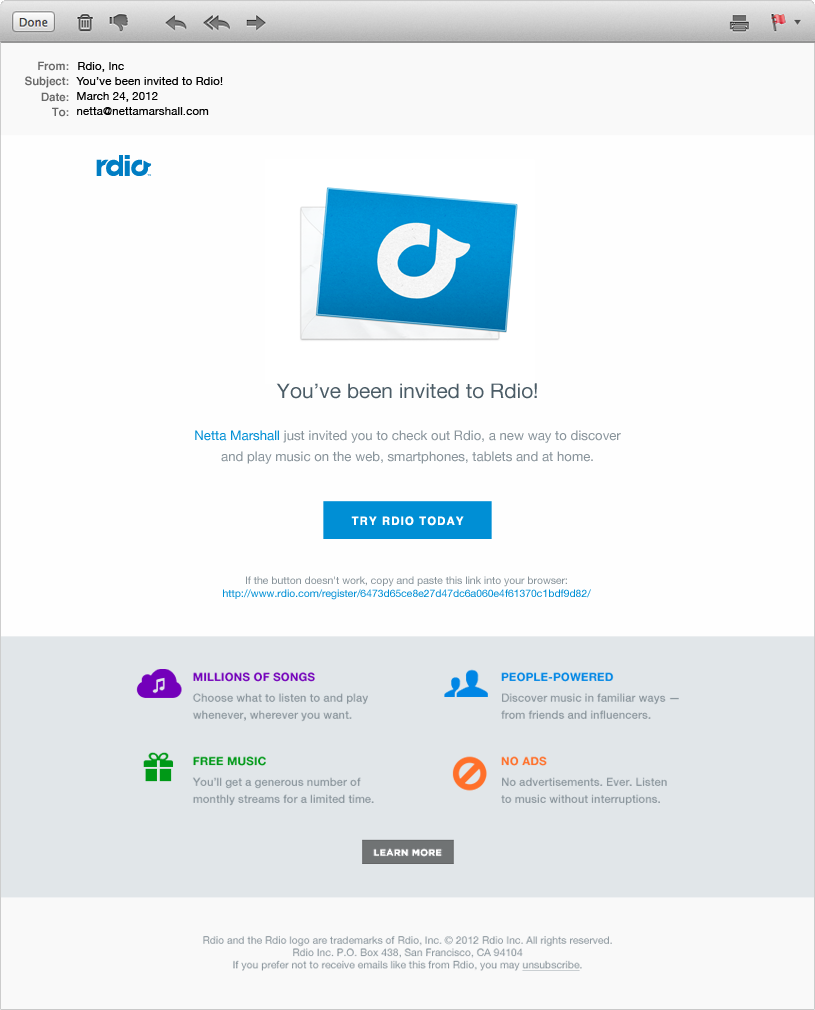 Done
From: Rdio, Inc
Subject: You've been invited to Rdio!
Date: March 24, 2012
To: netta@nettamarshall.com
rdio
You've been invited to Rdio!
Netta Marshall just invited you to check out Rdio, a new way to discover
and play music on the web, smartphones, tablets and at home.
TRY RDIO TODAY
If the button doesn't work, copy and paste this link into your browser:
http://www.rdio.com/register/6473d65ce8e27d47dc6a060e4f61370c1bdf9d82/
MILLIONS OF SONGS
Choose what to listen to and play
whenever, wherever you want.
PEOPLE-POWERED
Discover music in familiar ways —
from friends and influencers.
FREE MUSIC
You'll get a generous number of
monthly streams for a limited time.
NO ADS
No advertisements. Ever. Listen
to music without interruptions.
LEARN MORE
Rdio and the Rdio logo are trademarks of Rdio, Inc. © 2012 Rdio Inc. All rights reserved.
Rdio Inc. P.O. Box 438, San Francisco, CA 94104
If you prefer not to receive emails like this from Rdio, you may unsubscribe.